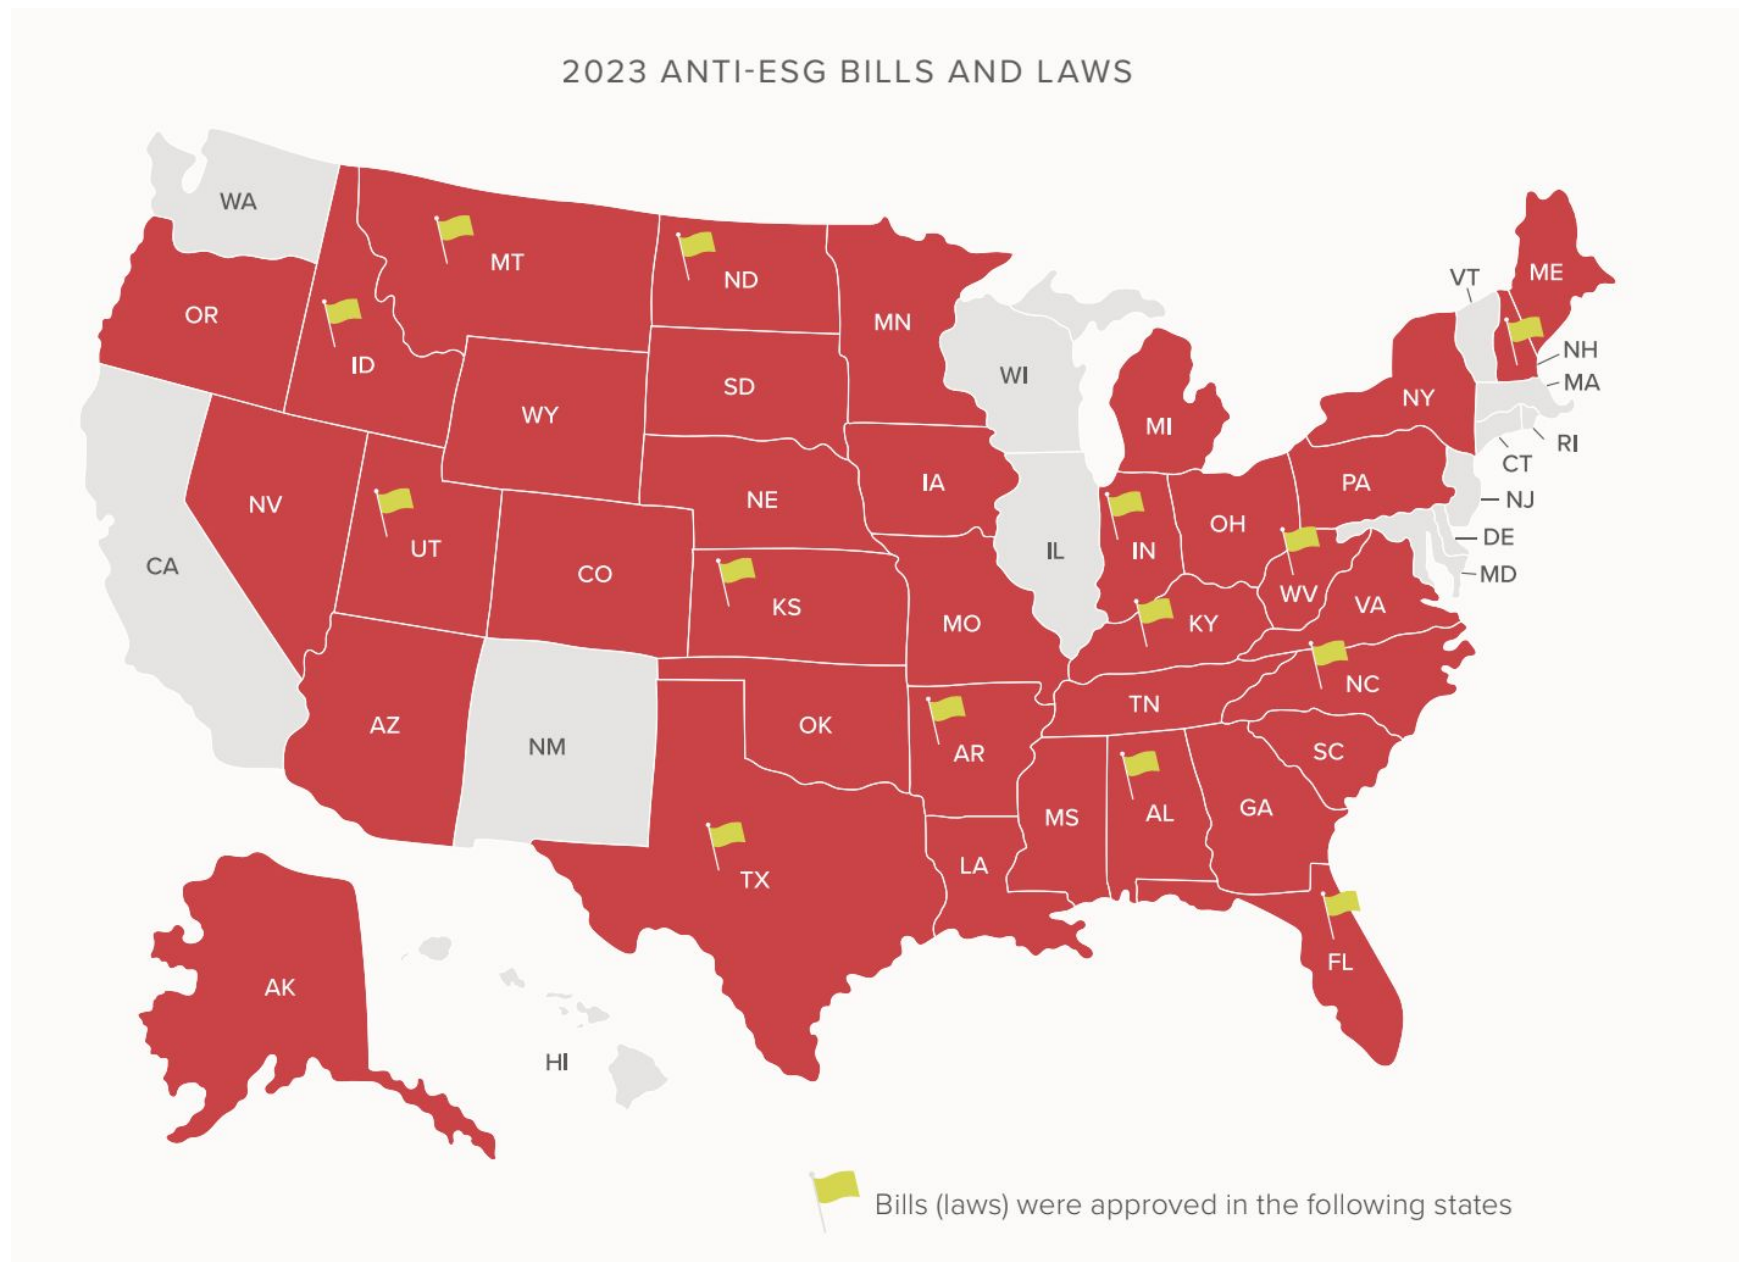 2023 ANTI-ESG BILLS AND LAWS
WA
MT
ND
MN
VT
ME
OR
ID
SD
WI
NH
MA
WY
MI
NY
RI
CT
NV
UT
NE
IA
PA
NJ
OH
DE
CA
CO
KS
IL
IN
MD
WV
VA
MO
KY
AZ
NM
OK
TN
NC
AR
SC
MS
AL
GA
TX
LA
FL
AK
HI
Bills (laws) were approved in the following states